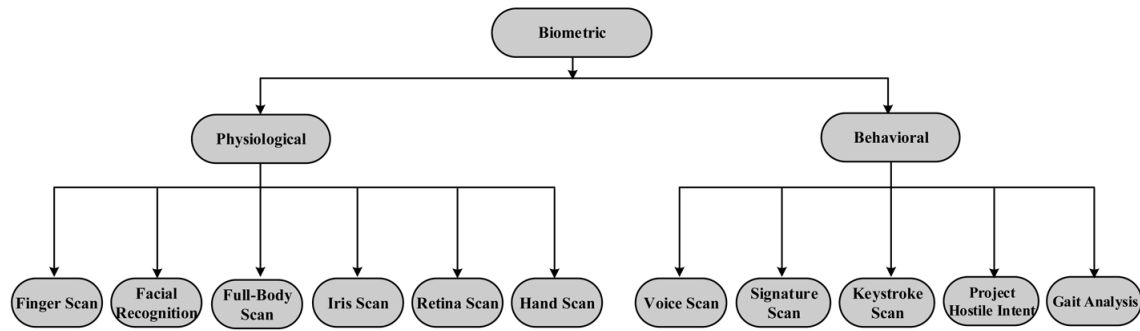 Biometric
Physiological
Behavioral
Finger Scan
Facial
Recognition
Full-Body
Scan
Iris Scan
Retina Scan
Hand Scan
Voice Scan
Signature
Scan
Keystroke
Scan
Project
Hostile Intent
Gait Analysis